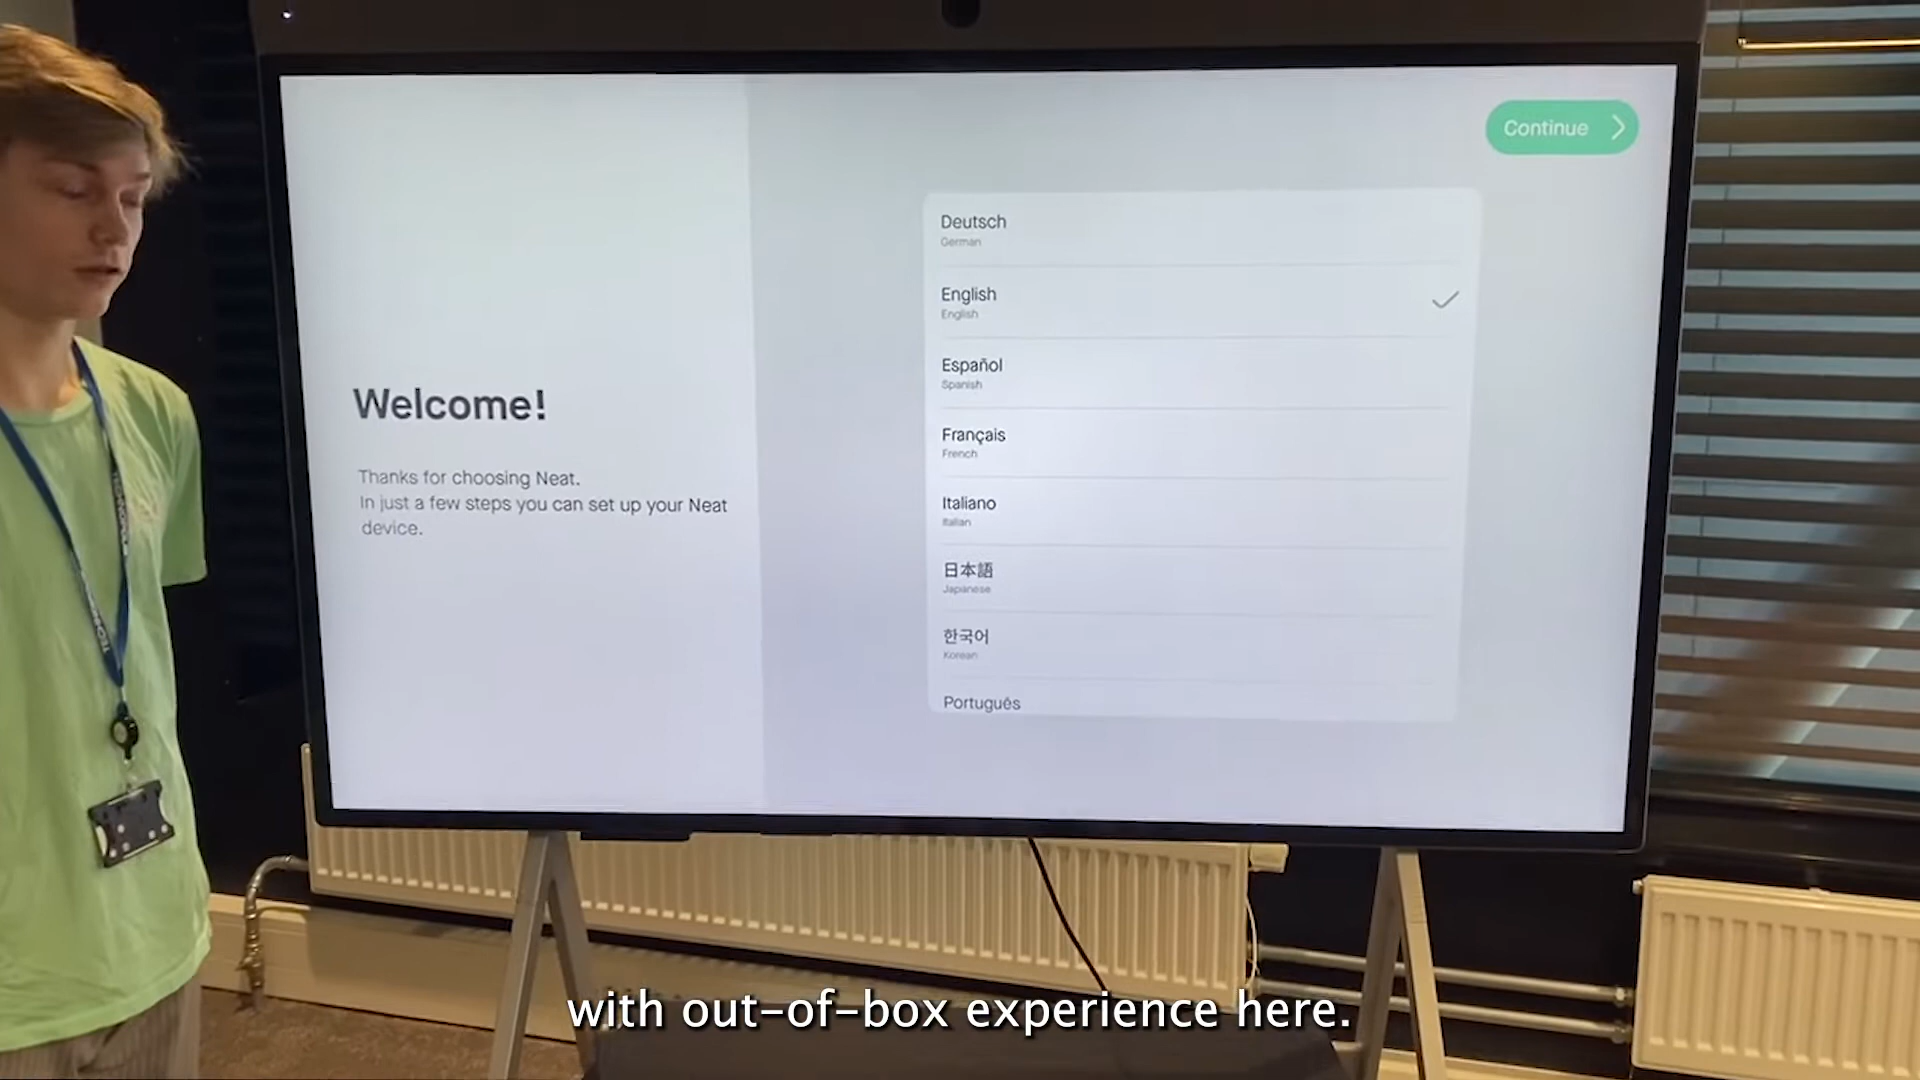 Continue
Welcome!
Thanks for choosing Neat.
In just a few steps you can set up your Neat
device.
Deutsch
German
English
English
Español
Spanish
Français
French
Italiano
Italian
日本語
Japanese
한국어
Korean
Português
with out-of-box experience here.